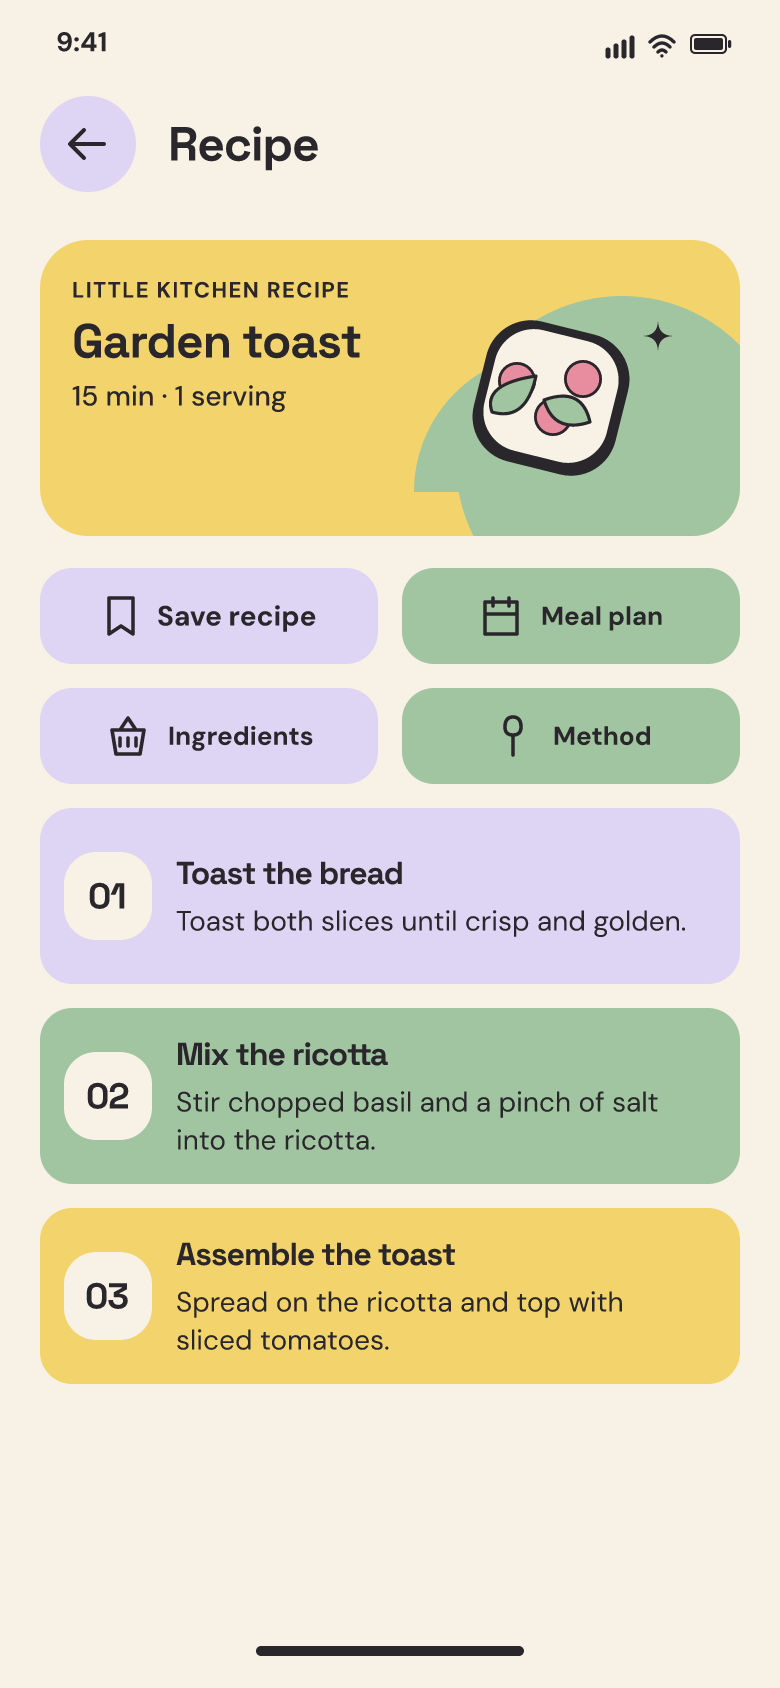 9:41
Recipe
LITTLE KITCHEN RECIPE
Garden toast
15 min · 1 serving
Save recipe
Meal plan
Ingredients
Method
01
Toast the bread
Toast both slices until crisp and golden.
02
Mix the ricotta
Stir chopped basil and a pinch of salt
into the ricotta.
03
Assemble the toast
Spread on the ricotta and top with
sliced tomatoes.